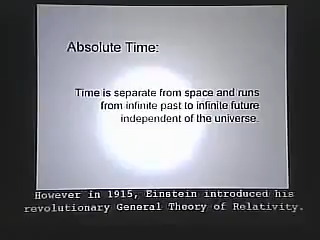 Absolute Time:
Time is separate from space and runs
from infinite past to infinite future
independent of the universe.
However in 1915, Einstein introduced his
revolutionary General Theory of Relativity.